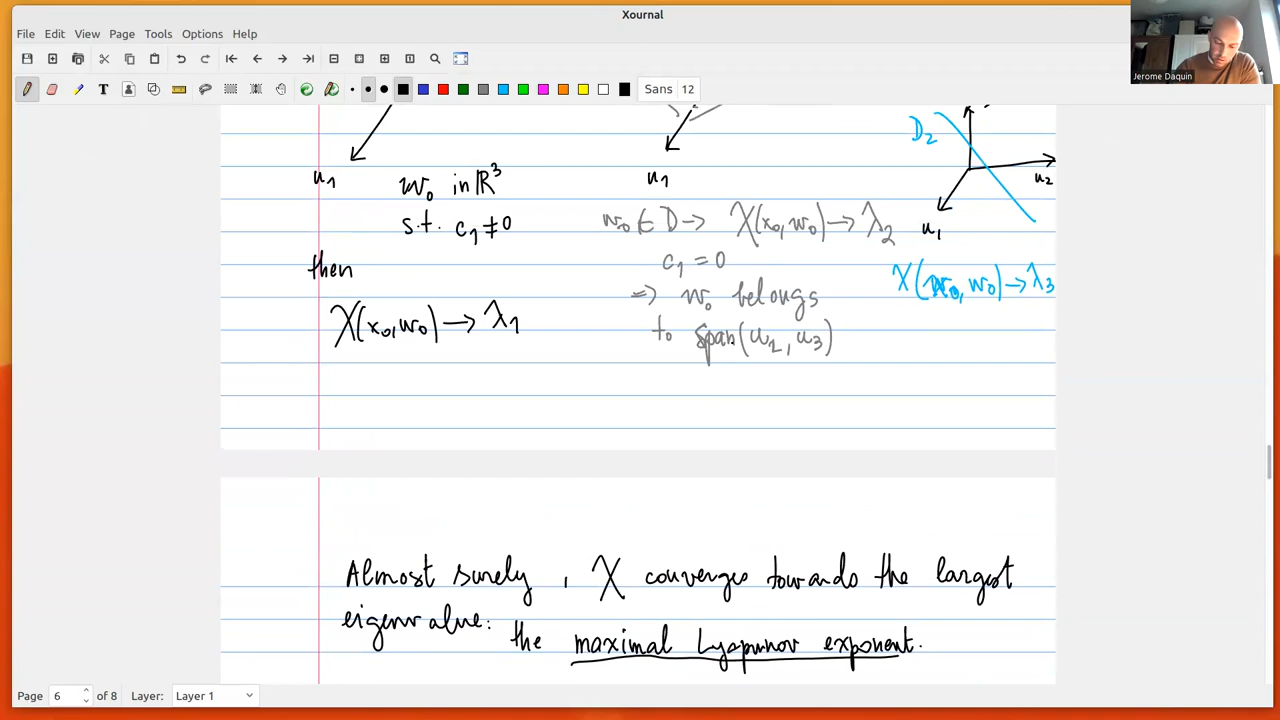 Xournal
File Edit View Page Tools Options Help
Jerome Daquin
Sans 12
D2
u2
u1
u1
u1
w0 in ℝ³
s.t. c1 ≠ 0
then
χ(x0, w0) → λ1
w0 ∈ D → χ(x0, w0) → λ2
c1 = 0
⇒ w0 belongs
to span(u2, u3)
χ(w0, w0) → λ3
Almost surely, χ converges towards the largest
eigenvalue: the maximal Lyapunov exponent.
Page 6 of 8 Layer: Layer 1